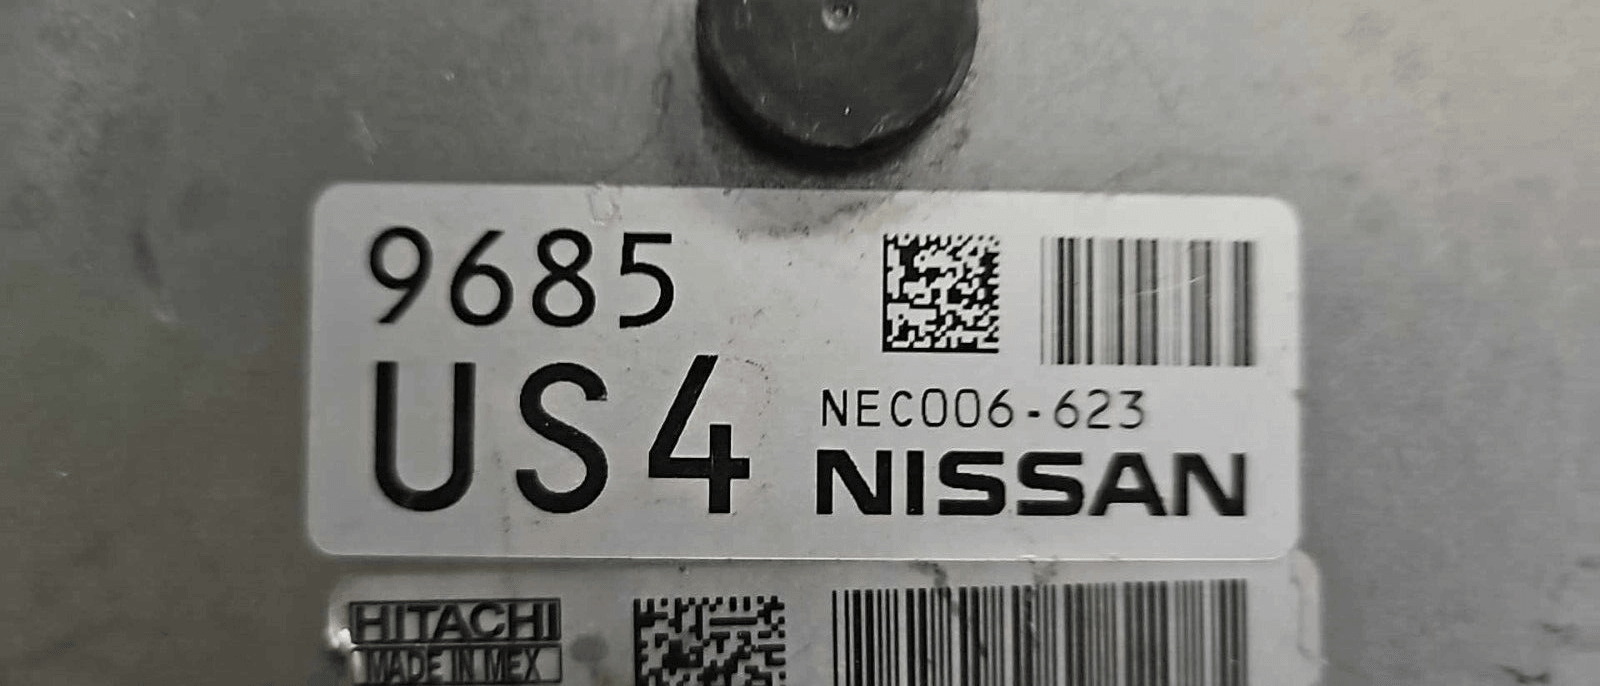 9685
US4
NEC006-623
NISSAN
HITACHI
MADE IN MEX